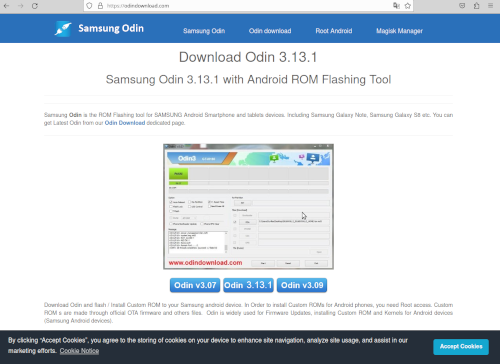 https://odindownload.com
Samsung Odin
Samsung Odin Odin download Root Android Magisk Manager
Download Odin 3.13.1
Samsung Odin 3.13.1 with Android ROM Flashing Tool
Samsung Odin is the ROM Flashing tool for SAMSUNG Android Smartphone and tablets devices. Including Samsung Galaxy Note, Samsung Galaxy S8 etc. You can
get Latest Odin from our Odin Download dedicated page.
Odin3
www.odindownload.com
Odin v3.07 Odin 3.13.1 Odin v3.09
Download Odin and flash / Install Custom ROM to your Samsung android device. In Order to install Custom ROMs for Android phones, you need Root access. Custom
ROM s are made through official OTA firmware and others files. Odin is widely used for Firmware Updates, installing Custom ROM and Kernels for Android devices
(Samsung Android devices).
By clicking “Accept Cookies”, you agree to the storing of cookies on your device to enhance site navigation, analyze site usage, and assist in our
marketing efforts. Cookie Notice
Accept Cookies